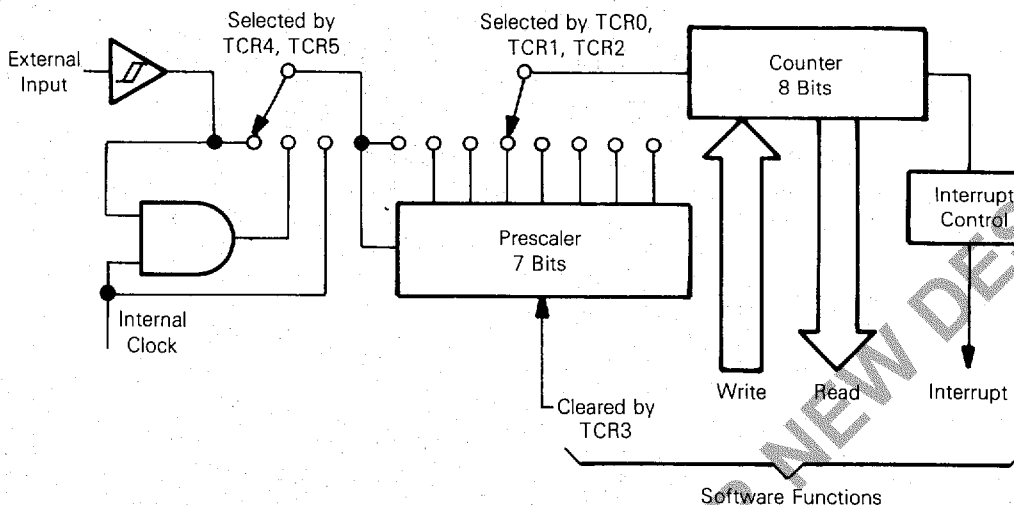 Selected by
TCR4, TCR5
Selected by TCR0,
TCR1, TCR2
External
Input
Counter
8 Bits
Interrupt
Control
Prescaler
7 Bits
Internal
Clock
Write
Read
Interrupt
Cleared by
TCR3
Software Functions
NEW